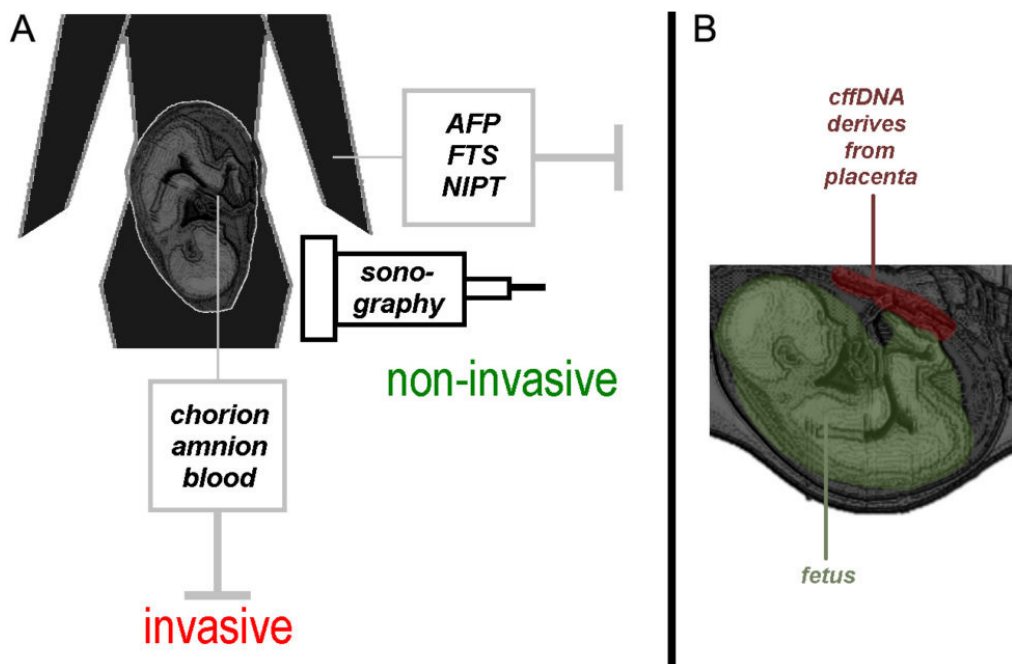 A
AFP
FTS
NIPT
sono-
graphy
non-invasive
chorion
amnion
blood
invasive
B
cffDNA
derives
from
placenta
fetus